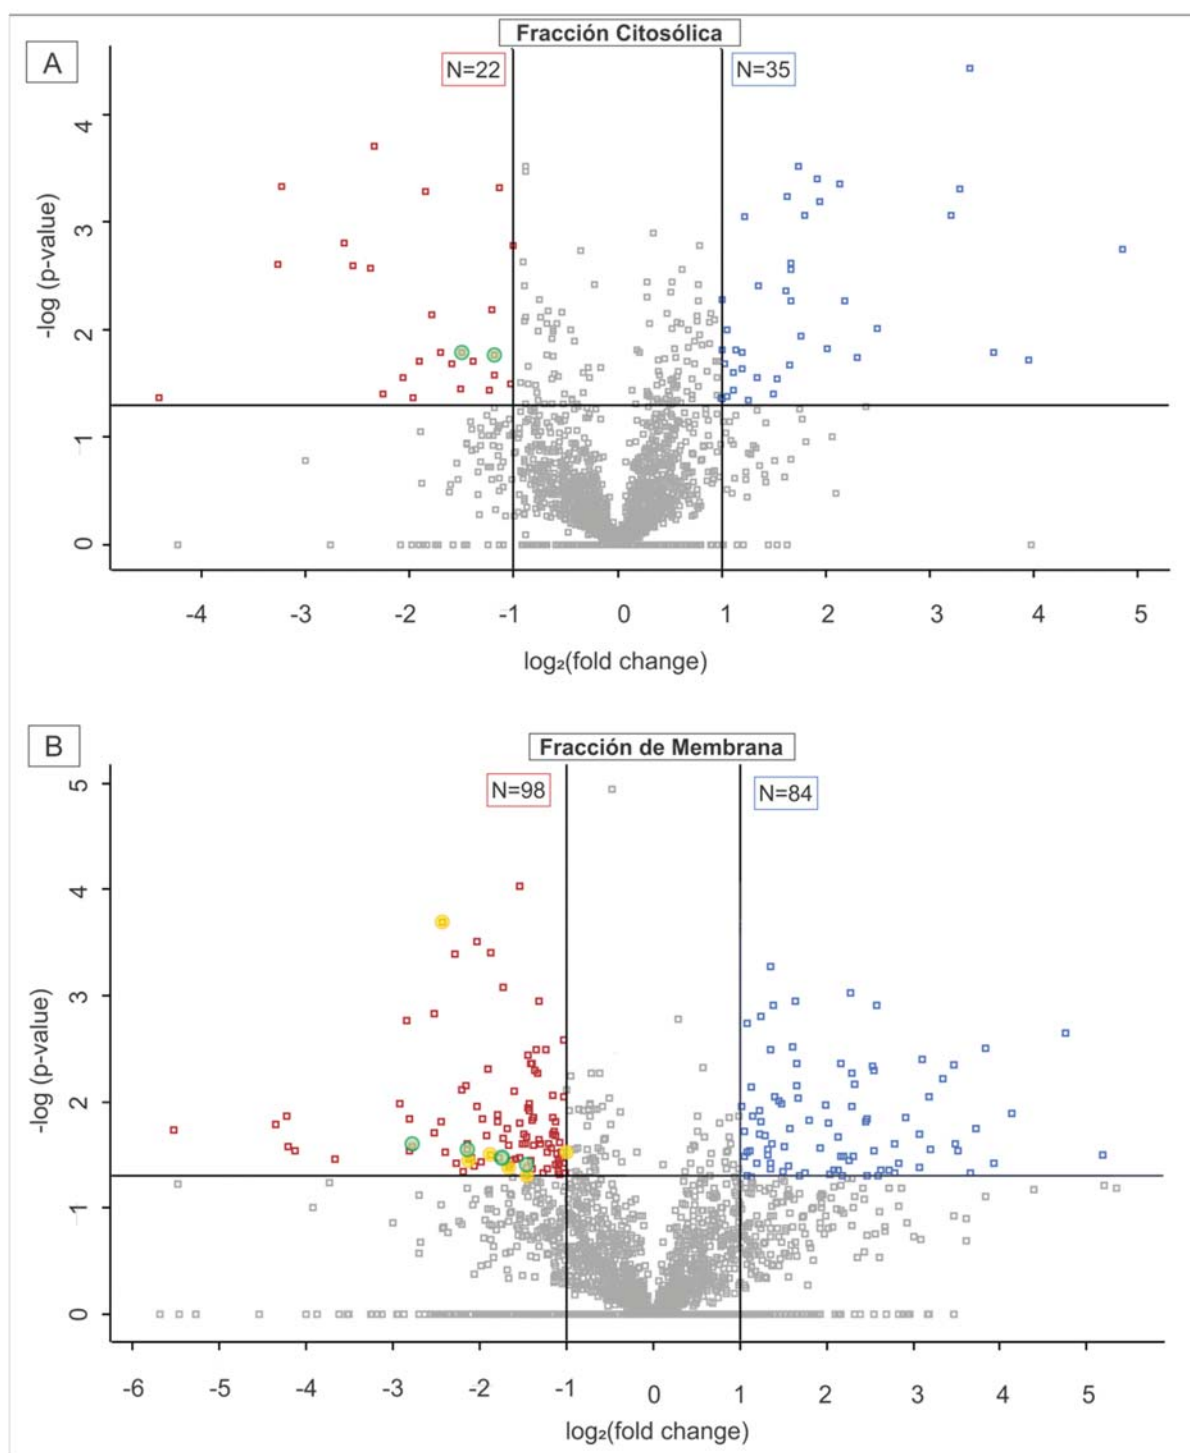 Fracción Citosólica
A
N=22
N=35
4
3
2
1
0
-log (p-value)
-4 -3 -2 -1 0 1 2 3 4 5
log₂(fold change)
B
Fracción de Membrana
N=98
N=84
5
4
3
2
1
0
-log (p-value)
-6 -5 -4 -3 -2 -1 0 1 2 3 4 5
log₂(fold change)